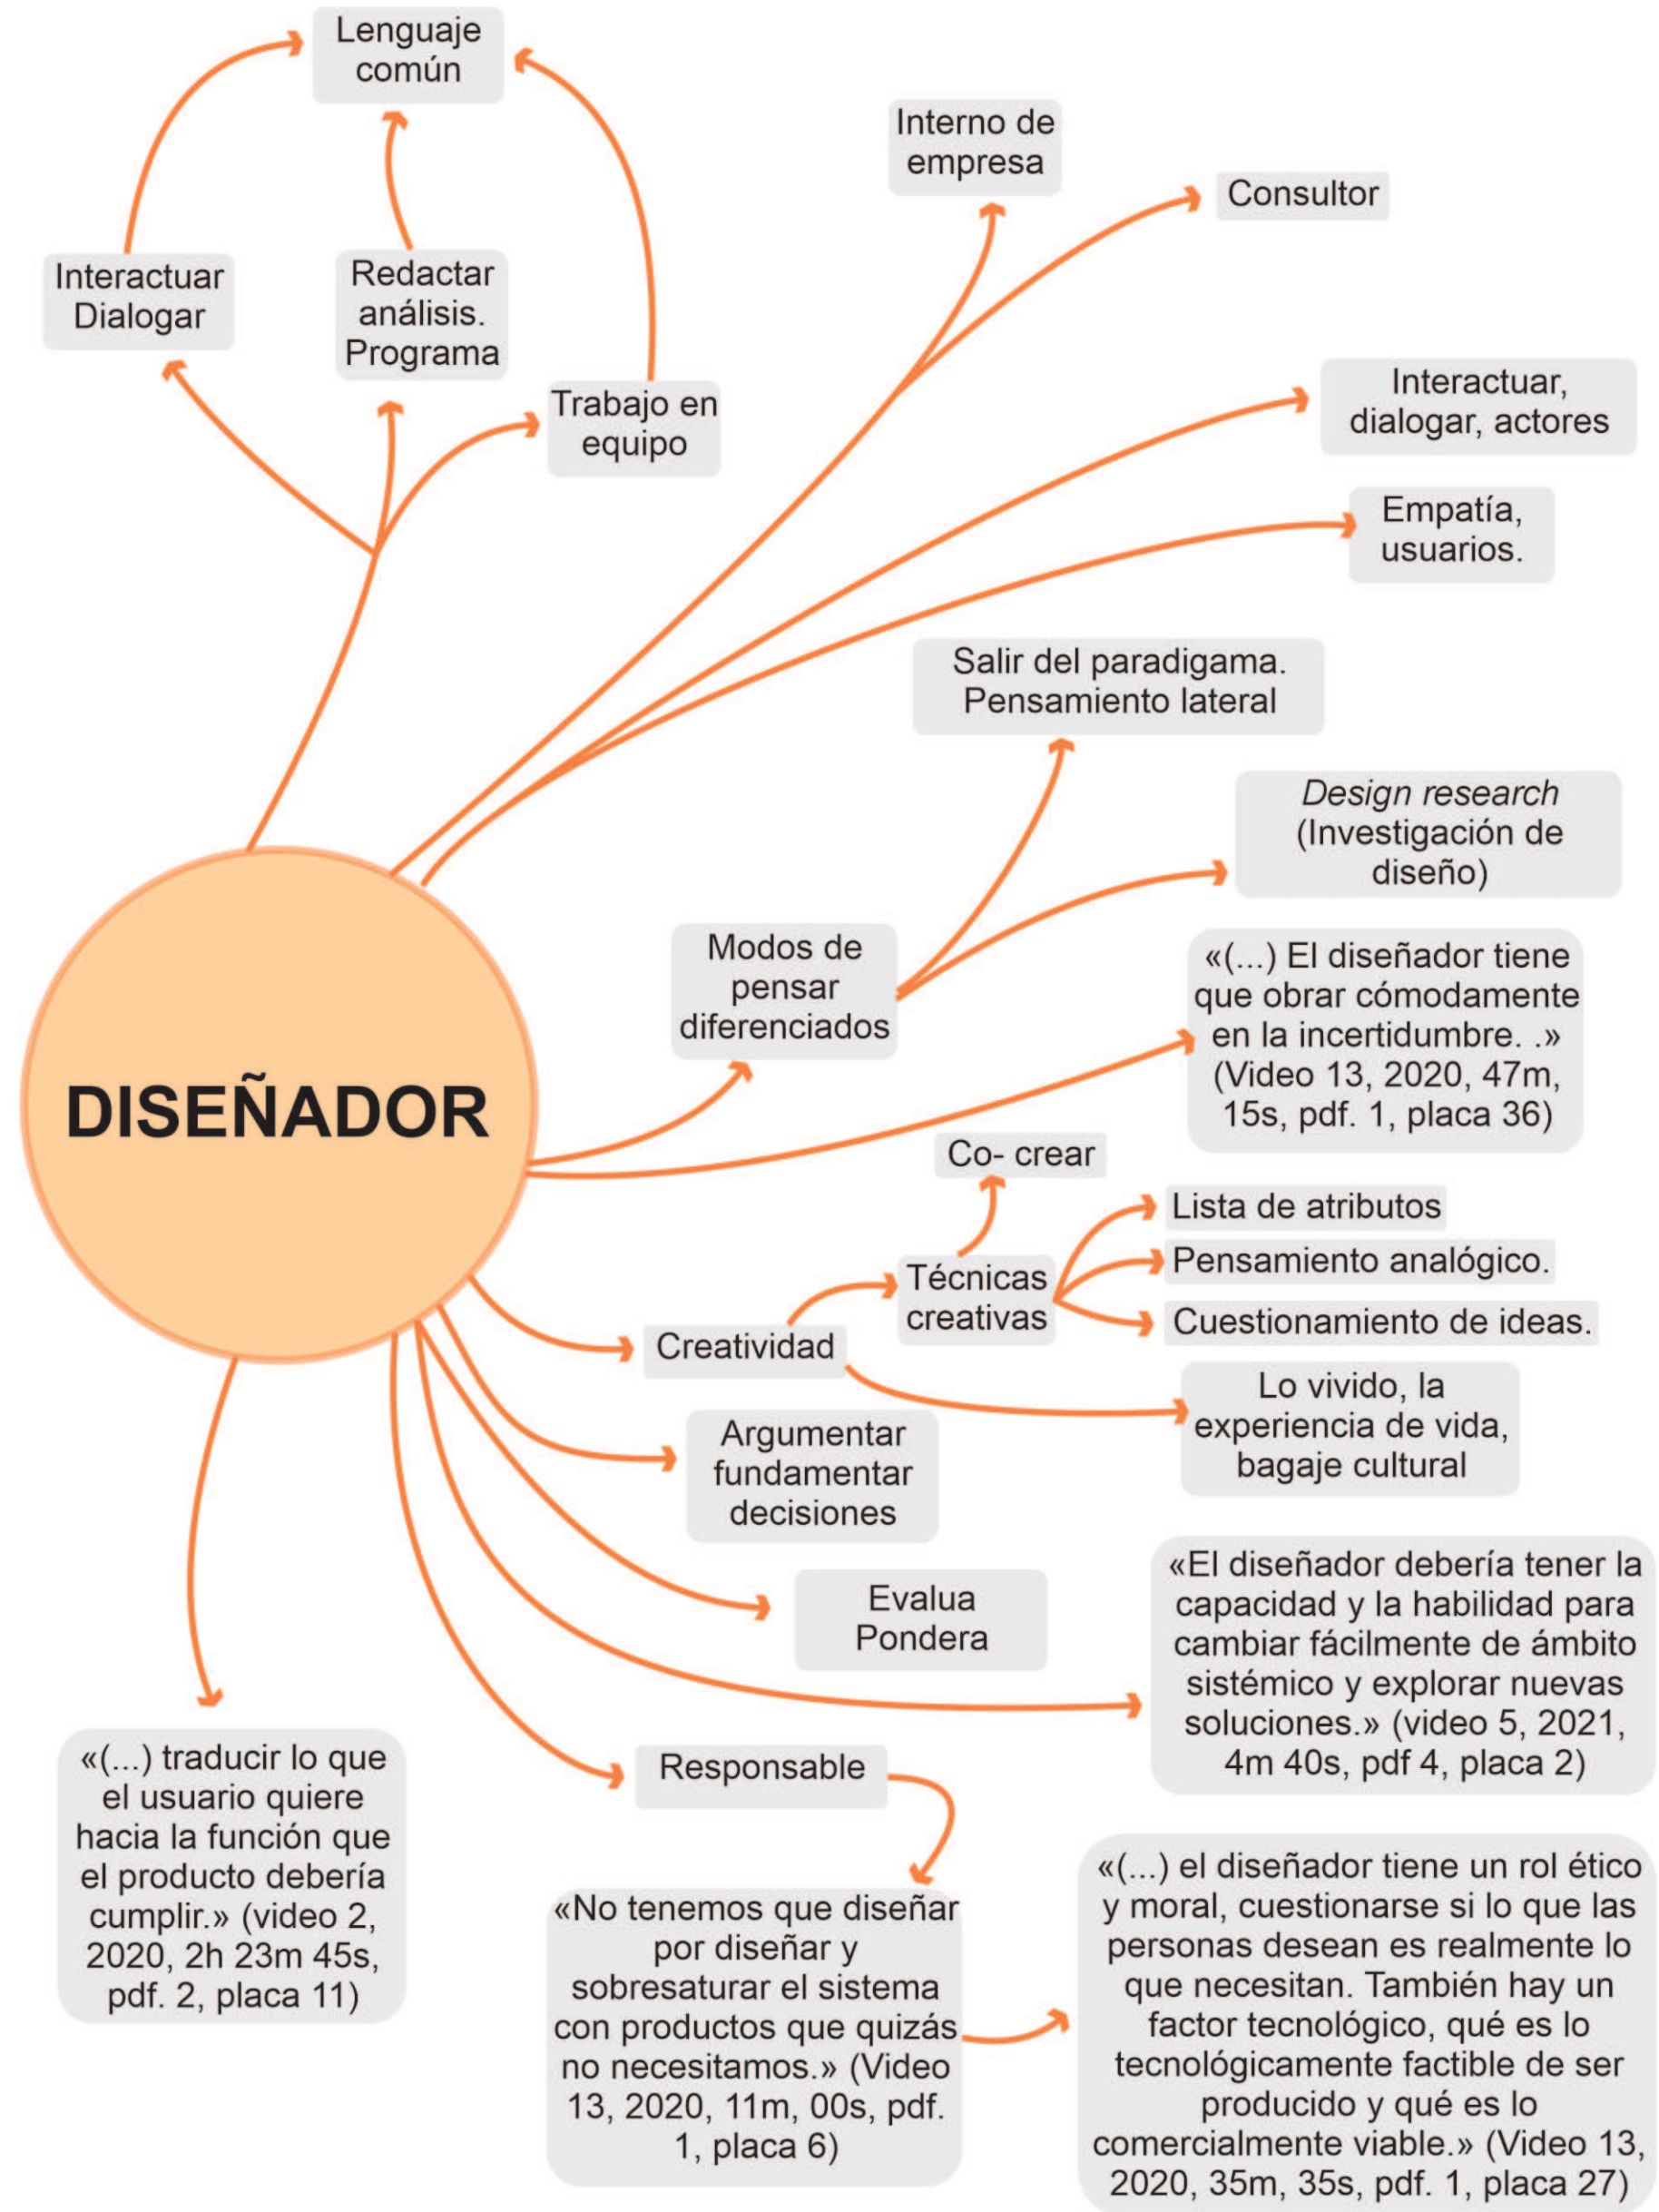 Lenguaje
común
Interno de
empresa
Consultor
Interactuar
Dialogar
Redactar
análisis.
Programa
Trabajo en
equipo
Interactuar,
dialogar, actores
Empatía,
usuarios.
Salir del paradigama.
Pensamiento lateral
Design research
(Investigación de
diseño)
Modos de
pensar
diferenciados
«(...) El diseñador tiene
que obrar cómodamente
en la incertidumbre. .»
(Video 13, 2020, 47m,
15s, pdf. 1, placa 36)
DISEÑADOR
Co- crear
Lista de atributos
Pensamiento analógico.
Cuestionamiento de ideas.
Técnicas
creativas
Creatividad
Lo vivido, la
experiencia de vida,
bagaje cultural
Argumentar
fundamentar
decisiones
Evalua
Pondera
«El diseñador debería tener la
capacidad y la habilidad para
cambiar fácilmente de ámbito
sistémico y explorar nuevas
soluciones.» (video 5, 2021,
4m 40s, pdf 4, placa 2)
«(...) traducir lo que
el usuario quiere
hacia la función que
el producto debería
cumplir.» (video 2,
2020, 2h 23m 45s,
pdf. 2, placa 11)
Responsable
«No tenemos que diseñar
por diseñar y
sobresaturar el sistema
con productos que quizás
no necesitamos.» (Video
13, 2020, 11m, 00s, pdf.
1, placa 6)
«(...) el diseñador tiene un rol ético
y moral, cuestionarse si lo que las
personas desean es realmente lo
que necesitan. También hay un
factor tecnológico, qué es lo
tecnológicamente factible de ser
producido y qué es lo
comercialmente viable.» (Video 13,
2020, 35m, 35s, pdf. 1, placa 27)